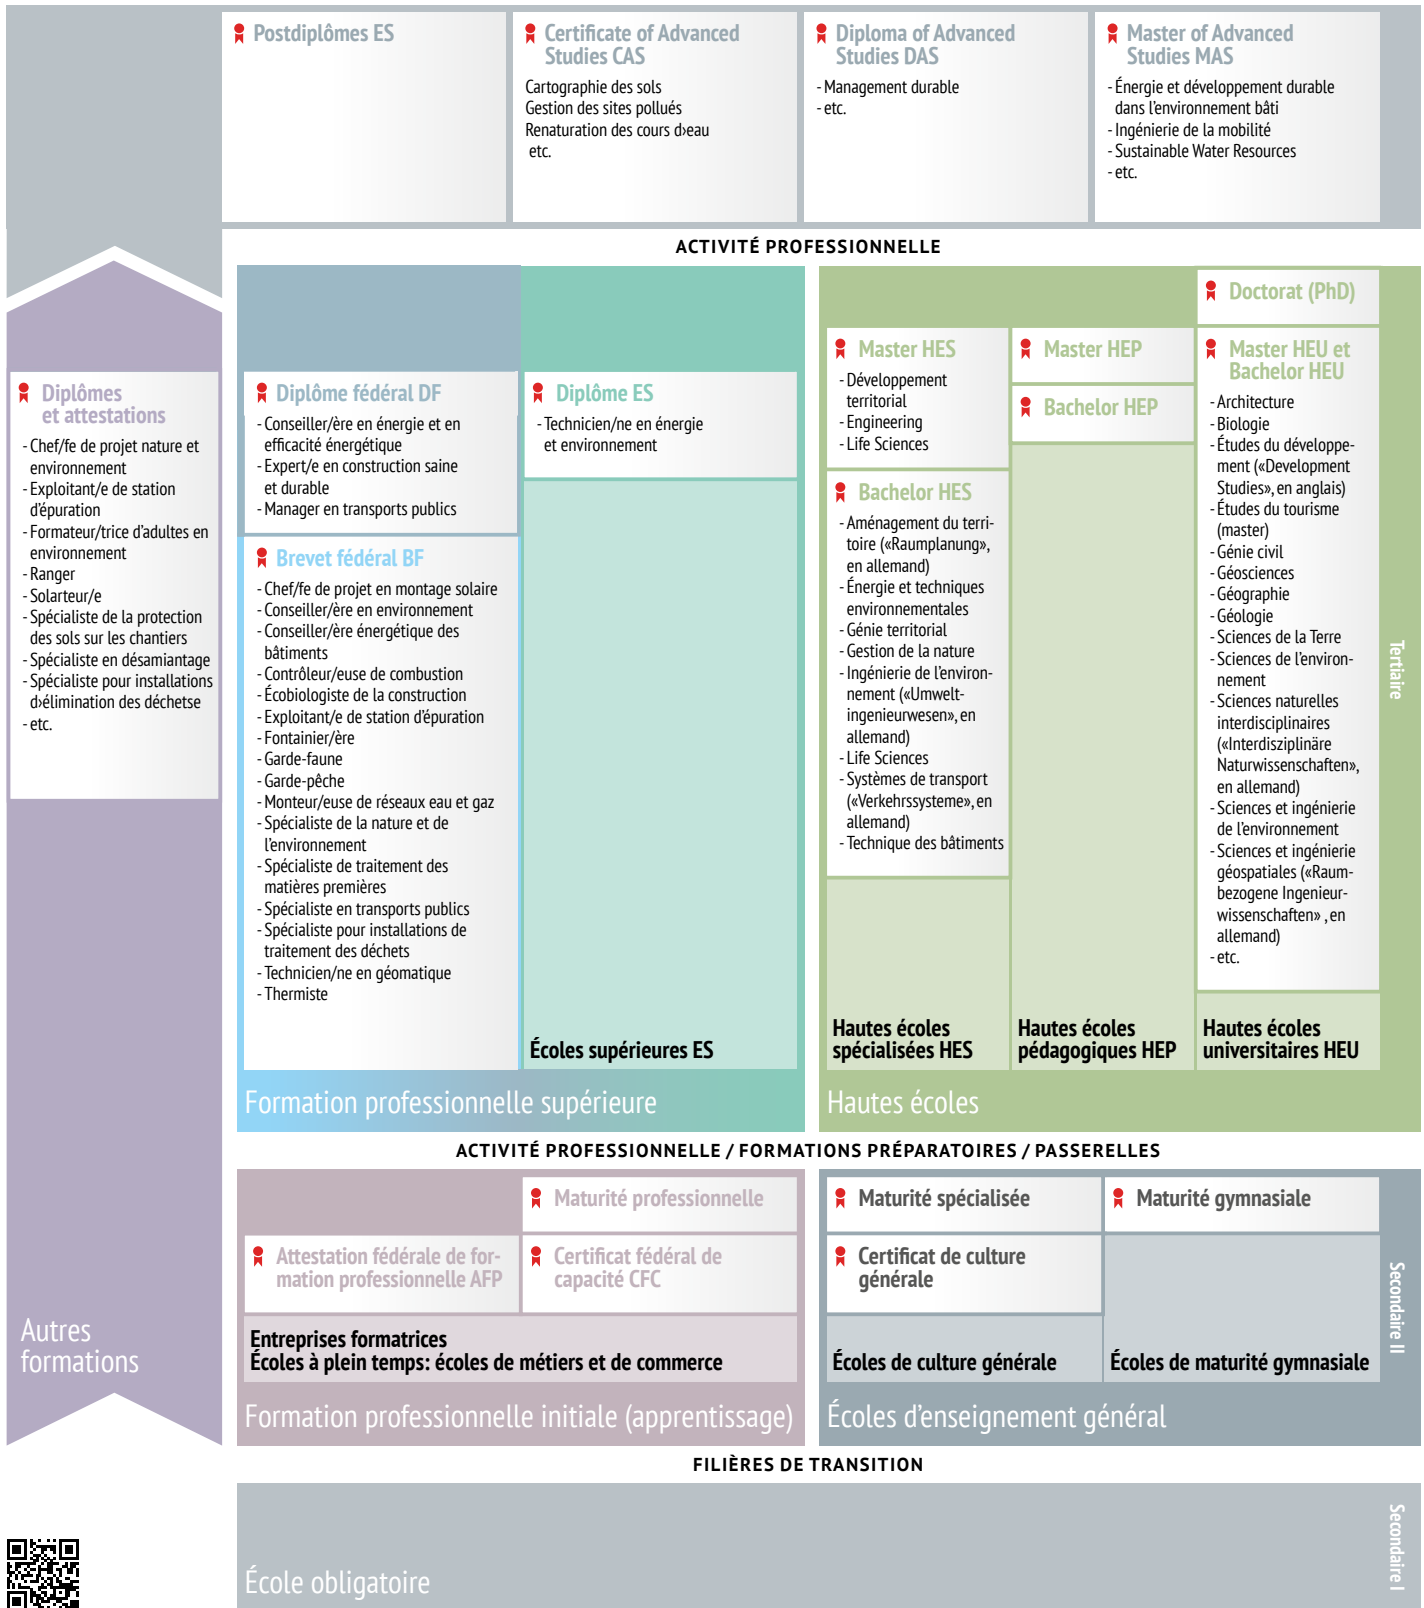 Postdiplômes ES
Certificate of Advanced
Studies CAS
Cartographie des sols
Gestion des sites pollués
Renaturation des cours d›eau
etc.
Diploma of Advanced
Studies DAS
- Management durable
- etc.
Master of Advanced
Studies MAS
- Énergie et développement durable
dans l'environnement bâti
- Ingénierie de la mobilité
- Sustainable Water Resources
- etc.
ACTIVITÉ PROFESSIONNELLE
Diplômes
et attestations
- Chef/fe de projet nature et
environnement
- Exploitant/e de station
d'épuration
- Formateur/trice d'adultes en
environnement
- Ranger
- Solarteur/e
- Spécialiste de la protection
des sols sur les chantiers
- Spécialiste en désamiantage
- Spécialiste pour installations
d›élimination des déchetse
- etc.
Autres
formations
Diplôme fédéral DF
- Conseiller/ère en énergie et en
efficacité énergétique
- Expert/e en construction saine
et durable
- Manager en transports publics
Brevet fédéral BF
- Chef/fe de projet en montage solaire
- Conseiller/ère en environnement
- Conseiller/ère énergétique des
bâtiments
- Contrôleur/euse de combustion
- Écobiologiste de la construction
- Exploitant/e de station d'épuration
- Fontainier/ère
- Garde-faune
- Garde-pêche
- Monteur/euse de réseaux eau et gaz
- Spécialiste de la nature et de
l'environnement
- Spécialiste de traitement des
matières premières
- Spécialiste en transports publics
- Spécialiste pour installations de
traitement des déchets
- Technicien/ne en géomatique
- Thermiste
Diplôme ES
- Technicien/ne en énergie
et environnement
Écoles supérieures ES
Formation professionnelle supérieure
Master HES
- Développement
territorial
- Engineering
- Life Sciences
Bachelor HES
- Aménagement du terri-
toire («Raumplanung»,
en allemand)
- Énergie et techniques
environnementales
- Génie territorial
- Gestion de la nature
- Ingénierie de l'environ-
nement («Umwelt-
ingenieurwesen», en
allemand)
- Life Sciences
- Systèmes de transport
(«Verkehrssysteme», en
allemand)
- Technique des bâtiments
Hautes écoles
spécialisées HES
Master HEP
Bachelor HEP
Hautes écoles
pédagogiques HEP
Doctorat (PhD)
Master HEU et
Bachelor HEU
- Architecture
- Biologie
- Études du développe-
ment («Development
Studies», en anglais)
- Études du tourisme
(master)
- Génie civil
- Géosciences
- Géographie
- Géologie
- Sciences de la Terre
- Sciences de l'environ-
nement
- Sciences naturelles
interdisciplinaires
(«Interdisziplinäre
Naturwissenschaften»,
en allemand)
- Sciences et ingénierie
de l'environnement
- Sciences et ingénierie
géospatiales («Raum-
bezogene Ingenieur-
wissenschaften» , en
allemand)
- etc.
Hautes écoles
universitaires HEU
Hautes écoles
Tertiaire
ACTIVITÉ PROFESSIONNELLE / FORMATIONS PRÉPARATOIRES / PASSERELLES
Maturité professionnelle
Attestation fédérale de for-
mation professionnelle AFP
Certificat fédéral de
capacité CFC
Entreprises formatrices
Écoles à plein temps: écoles de métiers et de commerce
Formation professionnelle initiale (apprentissage)
Maturité spécialisée
Certificat de culture
générale
Écoles de culture générale
Maturité gymnasiale
Écoles de maturité gymnasiale
Écoles d'enseignement général
Secondaire II
FILIÈRES DE TRANSITION
École obligatoire
Secondaire I